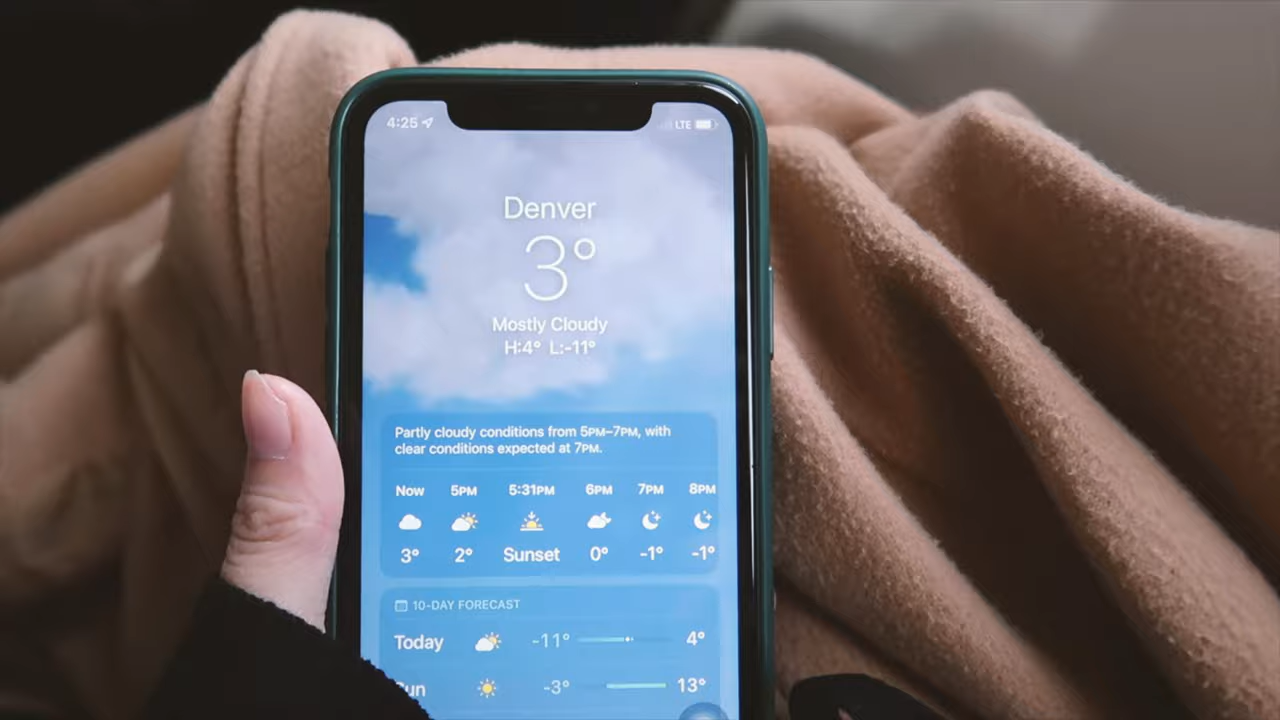 4:25 LTE
Denver
3°
Mostly Cloudy
H:4° L:-11°
Partly cloudy conditions from 5PM–7PM, with
clear conditions expected at 7PM.
Now 5PM 5:31PM 6PM 7PM 8PM
3° 2° Sunset 0° -1° -1°
10-DAY FORECAST
Today -11° 4°
-3° 13°